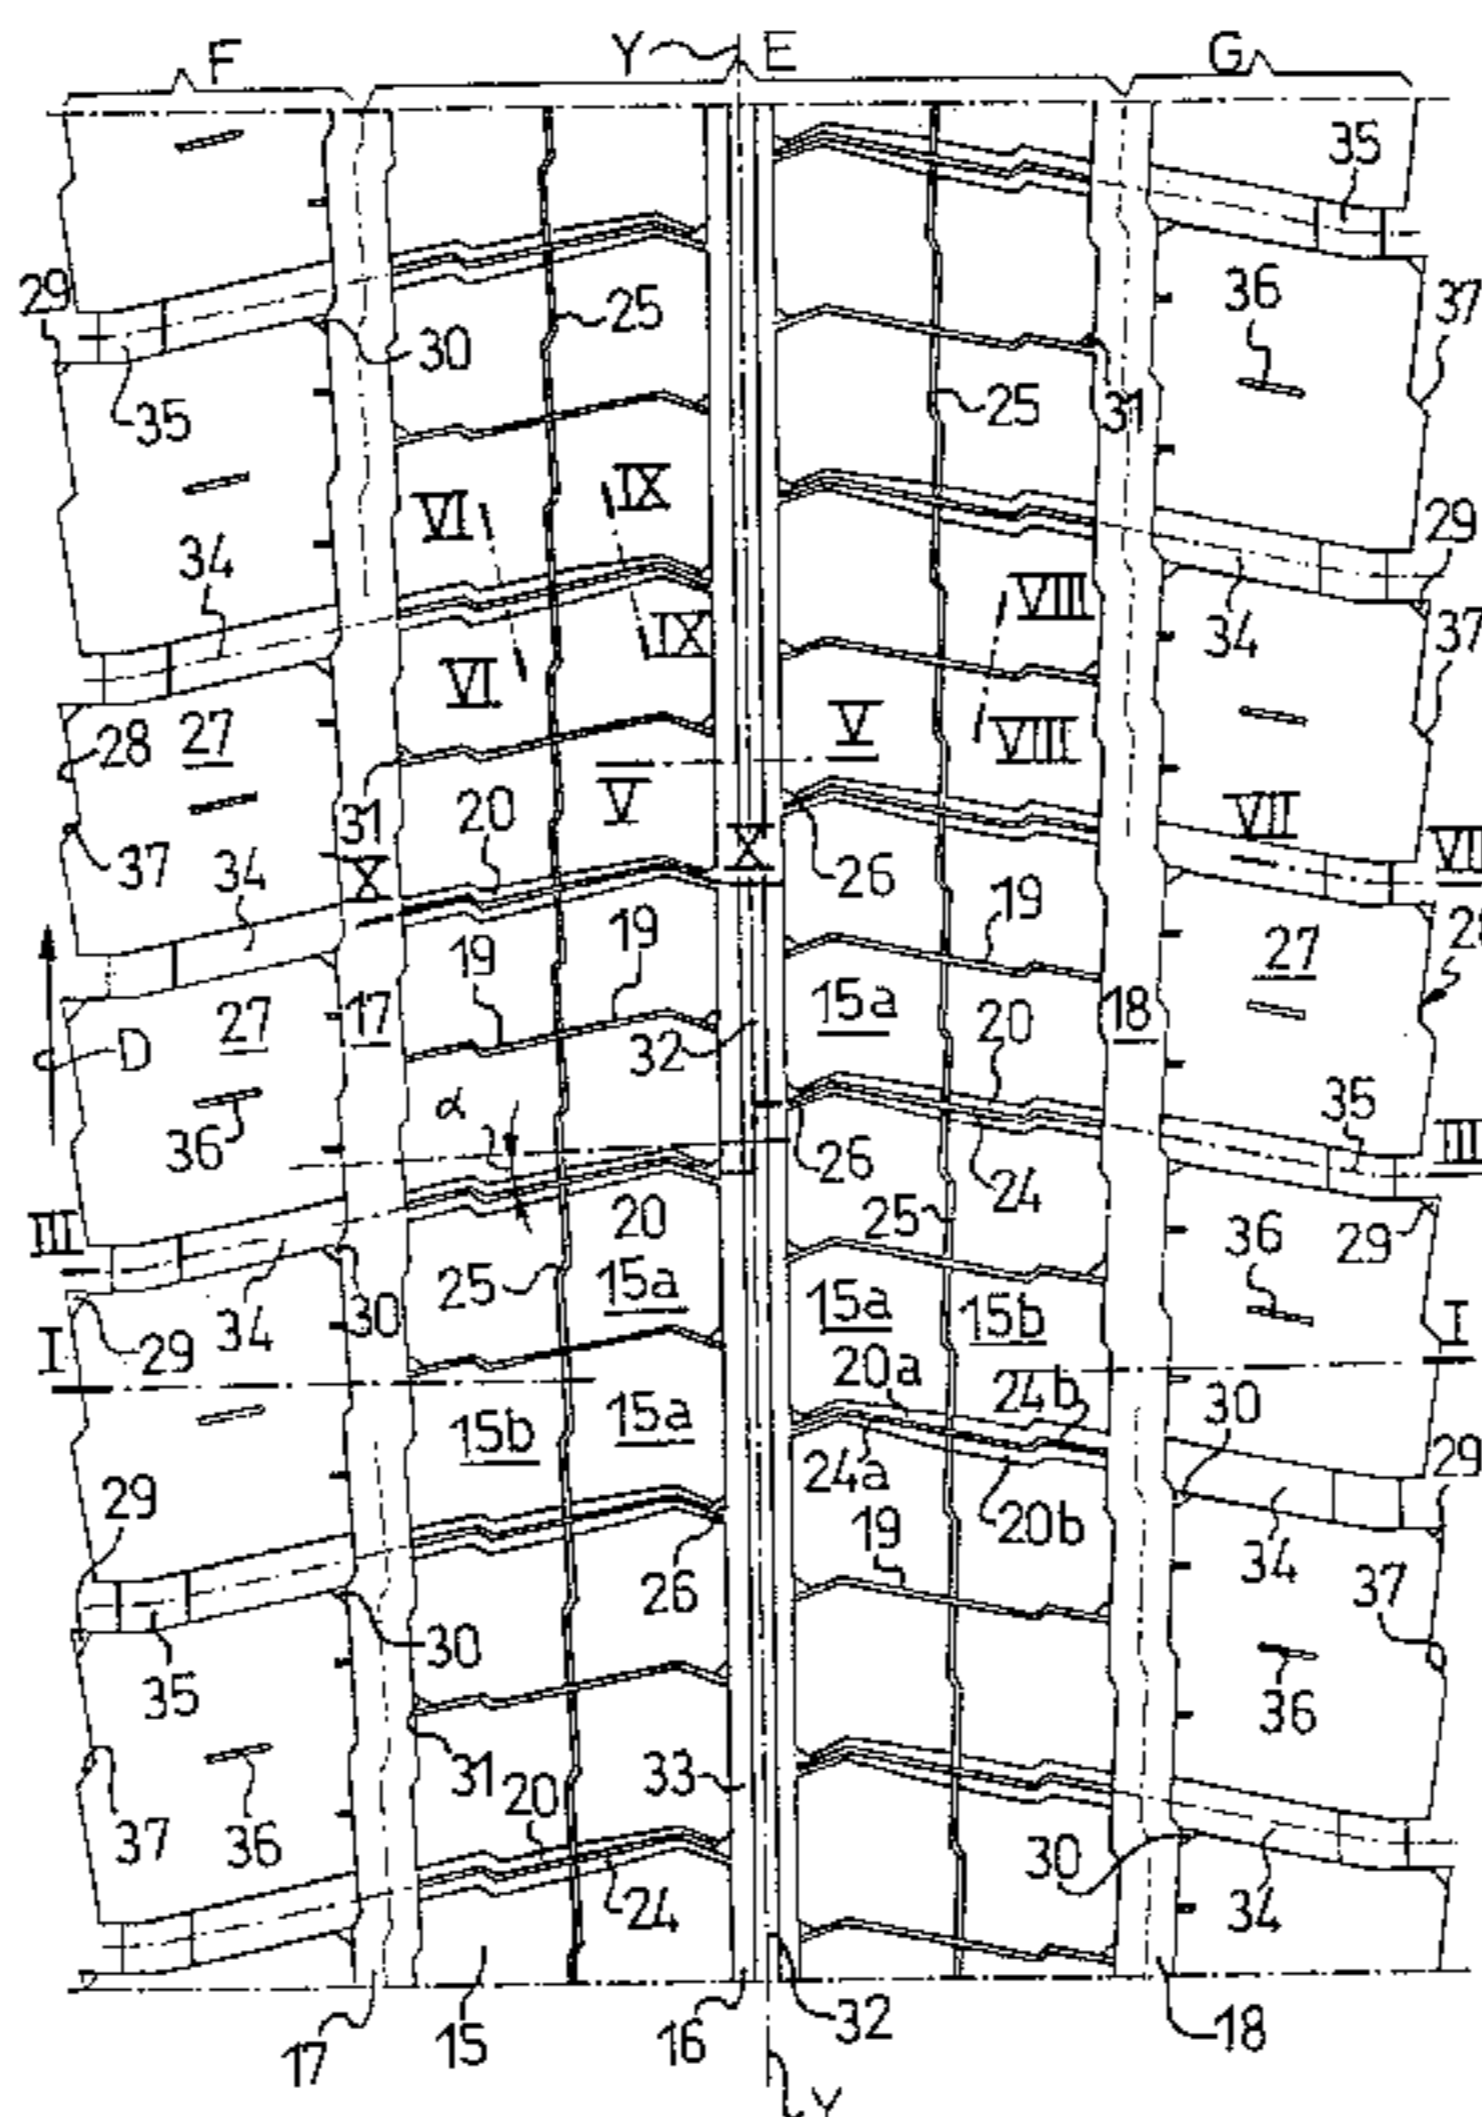 F Y E G
35
29 25 36 37
30
35 25 31
VI IX
34 29
VIII
IX 34 37
VI
28 27 V VIII
31 20 V VII
37 X X 26 VII
34 19
19 19 27
27 17 15a 20 18
D 32
α 35
36 26 24 III
20 25 36 29
III 25 15a 15a 15b
I 29 34 30 I
20a 24b 30
15b 15a 24a 29
29 19 20b
26 34 37
30
35 36
33
31 20
37 36 30
24 34
17 15 16 32 18
Y